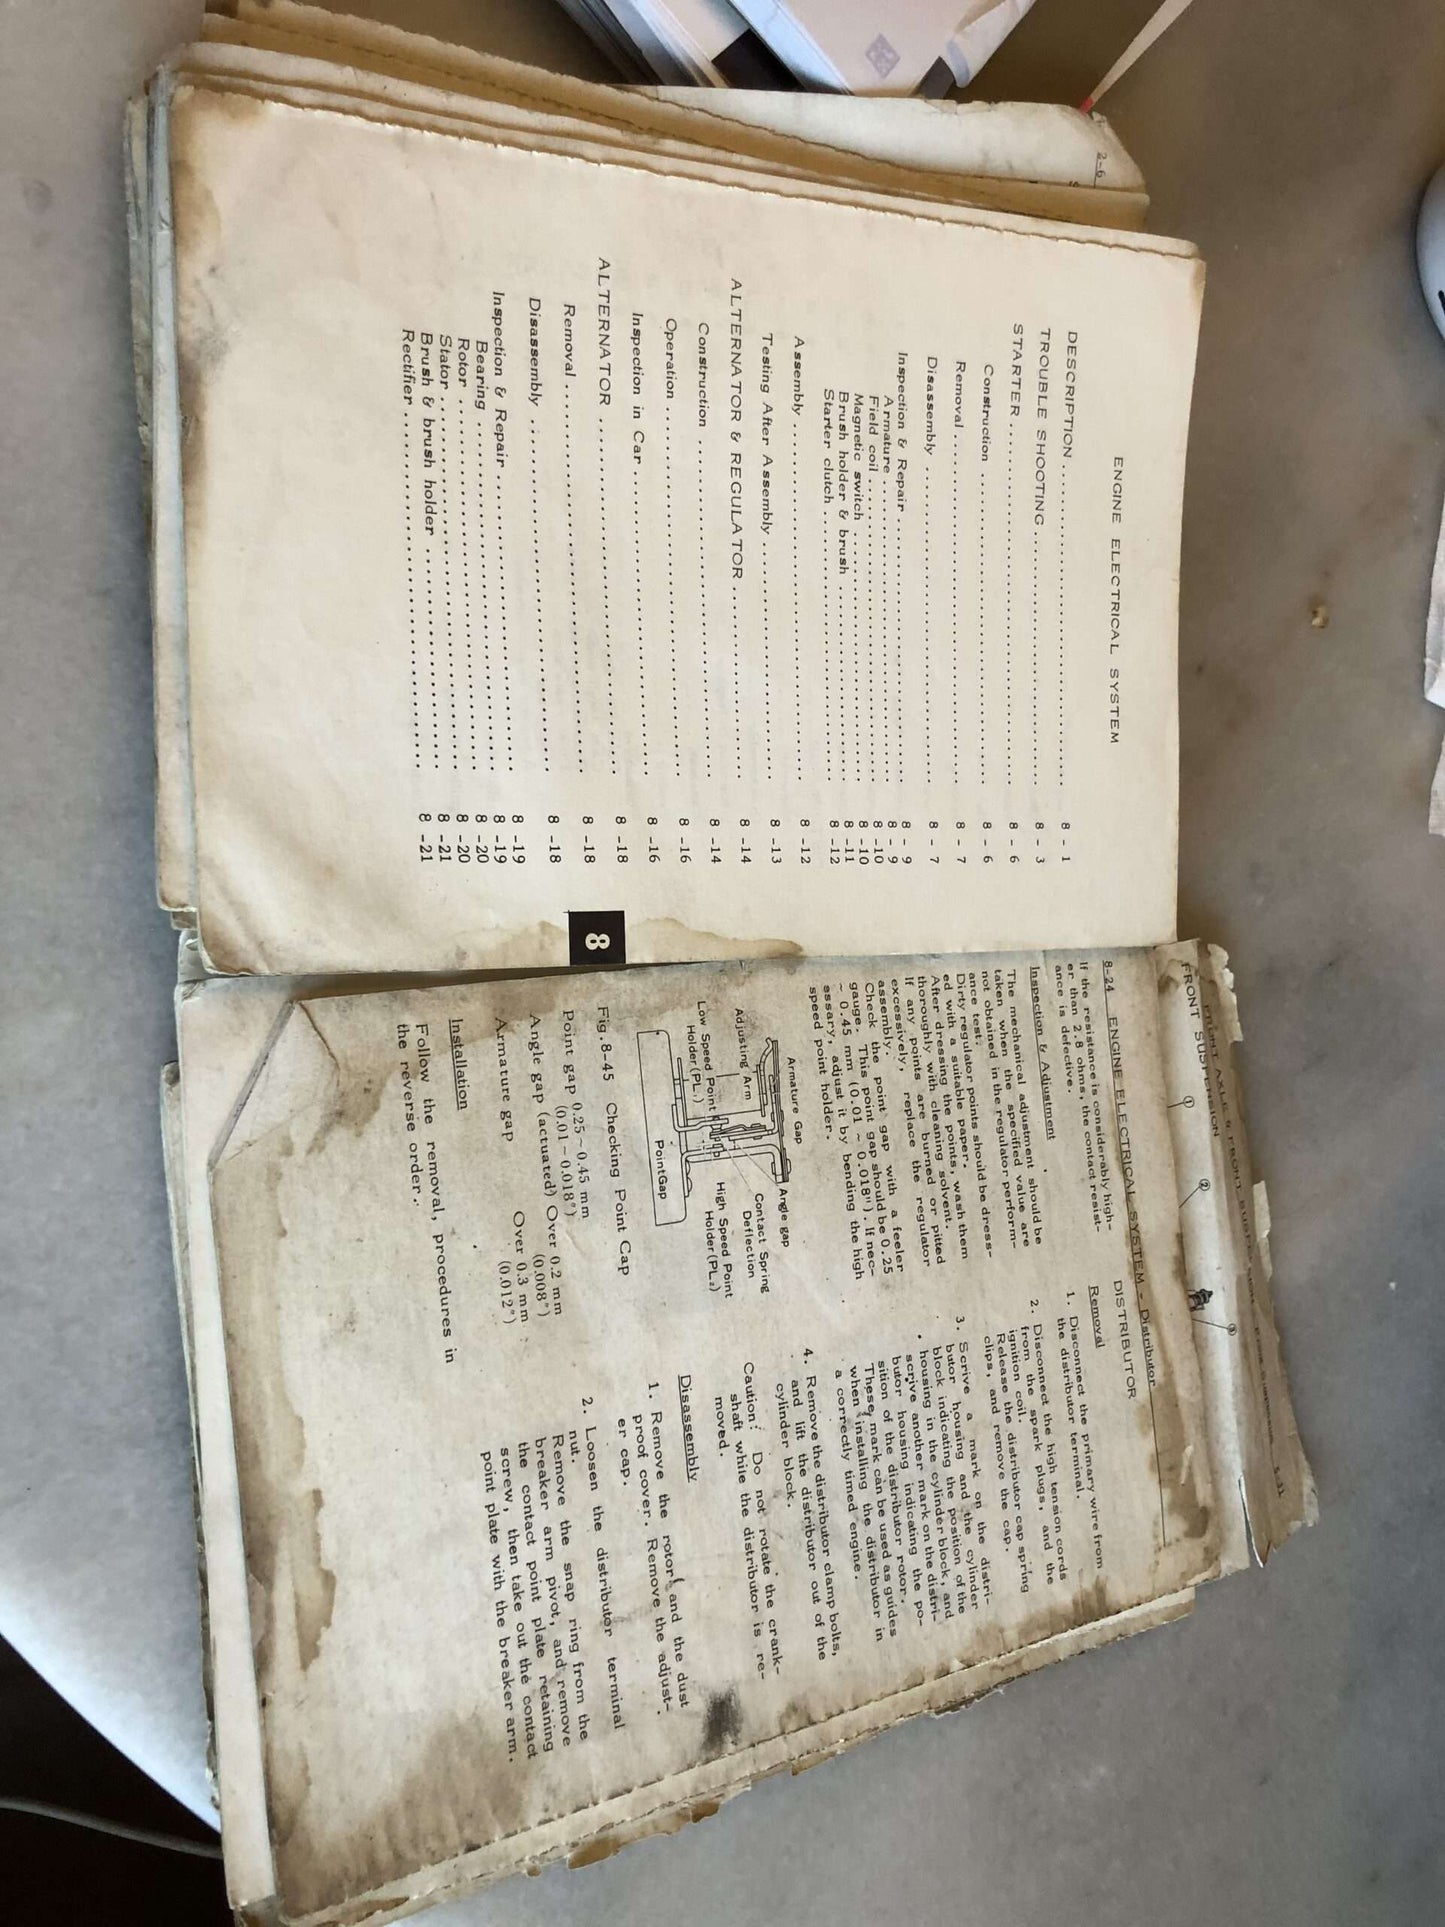 2-6
ENGINE ELECTRICAL SYSTEM
DESCRIPTION ........................ 8 - 1
TROUBLE SHOOTING ........................ 8 - 3
STARTER ........................ 8 - 6
Construction ........................ 8 - 6
Removal ........................ 8 - 7
Disassembly ........................ 8 - 7
Inspection & Repair ........................ 8 - 9
Armature ........................ 8 - 9
Field coil ........................ 8 -10
Magnetic switch ........................ 8 -10
Brush holder & brush ........................ 8 -11
Starter clutch ........................ 8 -12
Assembly ........................ 8 -12
Testing After Assembly ........................ 8 -13
ALTERNATOR & REGULATOR ........................ 8 -14
Construction ........................ 8 -14
Operation ........................ 8 -16
Inspection in Car ........................ 8 -16
ALTERNATOR ........................ 8 -18
Removal ........................ 8 -18
Disassembly ........................ 8 -18
Inspection & Repair ........................ 8 -19
Bearing ........................ 8 -19
Rotor ........................ 8 -20
Stator ........................ 8 -20
Brush & brush holder ........................ 8 -21
Rectifier ........................ 8 -21
8
FRONT AXLE & FRONT SUSPENSION - Front Suspension 5-11
FRONT SUSPENSION
① ② ③
8-24 ENGINE ELECTRICAL SYSTEM - Distributor
If the resistance is considerably high-
er than 2.8 ohms, the contact resist-
ance is defective.
Inspection & Adjustment
The mechanical adjustment should be
taken when the specified value are
not obtained in the regulator perform-
ance test.
Dirty regulator points should be dress-
ed with a suitable paper.
After dressing the points, wash them
thoroughly with cleaning solvent.
If any points are burned or pitted
excessively, replace the regulator
assembly.
Check the point gap with a feeler
gauge. This point gap should be 0.25
~ 0.45 mm (0.01 ~ 0.018"). If nec-
essary, adjust it by bending the high
speed point holder.
Armature Gap
Angle gap
Adjusting Arm
Contact Spring
Deflection
Low Speed Point
Holder(PL₁)
High Speed Point
Holder(PL₂)
PointGap
Fig.8-45 Checking Point Cap
Point gap 0.25~0.45 mm
(0.01~0.018")
Angle gap (actuated) Over 0.2 mm
(0.008")
Armature gap Over 0.3 mm
(0.012")
Installation
Follow the removal, procedures in
the reverse order.
DISTRIBUTOR
Removal
1. Disconnect the primary wire from
the distributor terminal.
2. Disconnect the high tension cords
from the spark plugs, and the
ignition coil.
Release the distributor cap spring
clips, and remove the cap.
3. Scrive a mark on the distri-
butor housing and the cylinder
block indicating the position of the
housing in the cylinder block, and
scrive another mark on the distri-
butor housing indicating the po-
sition of the distributor rotor.
These mark can be used as guides
when installing the distributor in
a correctly timed engine.
4. Remove the distributor clamp bolts,
and lift the distributor out of the
cylinder block.
Caution: Do not rotate the crank-
shaft while the distributor is re-
moved.
Disassembly
1. Remove the rotor and the dust
proof cover. Remove the adjust-
er cap.
2. Loosen the distributor terminal
nut.
Remove the snap ring from the
breaker arm pivot, and remove
the contact point plate retaining
screw, then take out the contact
point plate with the breaker arm.